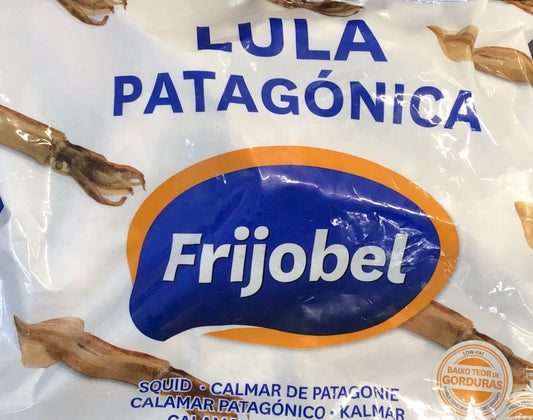 LULA
PATAGÓNICA
Frijobel
LOW FAT
BAIXO TEOR DE
GORDURAS
SQUID · CALMAR DE PATAGONIE
CALAMAR PATAGÓNICO · KALMAR